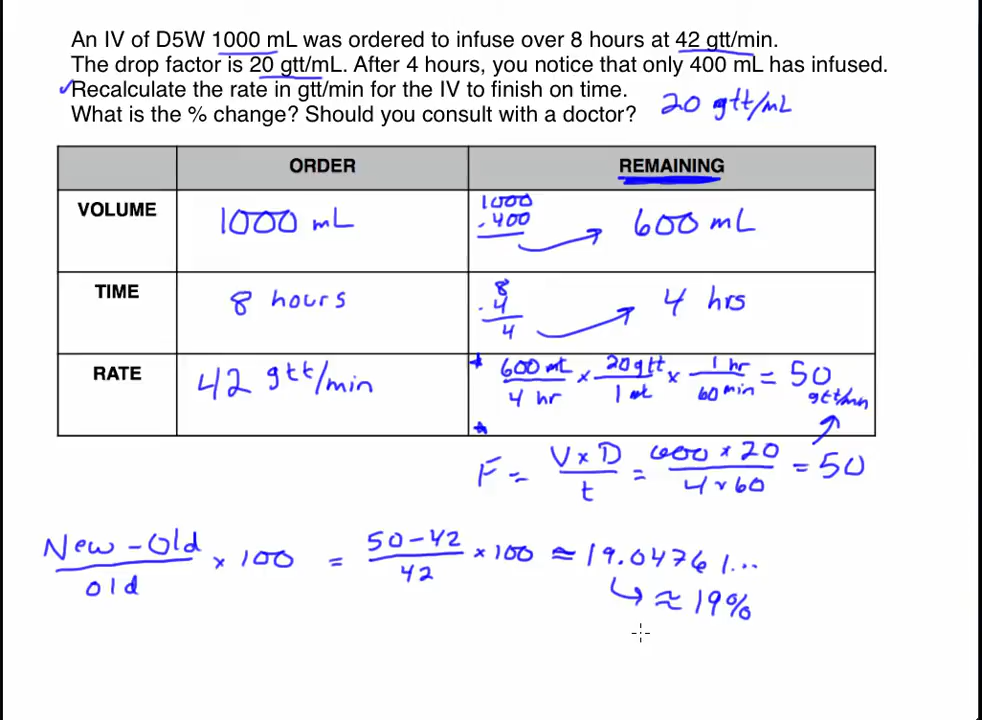 An IV of D5W 1000 mL was ordered to infuse over 8 hours at 42 gtt/min.
The drop factor is 20 gtt/mL. After 4 hours, you notice that only 400 mL has infused.
Recalculate the rate in gtt/min for the IV to finish on time.
What is the % change? Should you consult with a doctor? 20 gtt/mL
ORDER REMAINING
VOLUME 1000 mL 1000 - 400 600 mL
TIME 8 hours 8 - 4 4 4 hrs
RATE 42 gtt/min * 600 mL / 4 hr × 20 gtt / 1 mL × 1 hr / 60 min = 50 gtt/min
*
F = V × D / t = 600 × 20 / 4 × 60 = 50
New - Old / old × 100 = 50 - 42 / 42 × 100 ≈ 19.04761...
≈ 19%